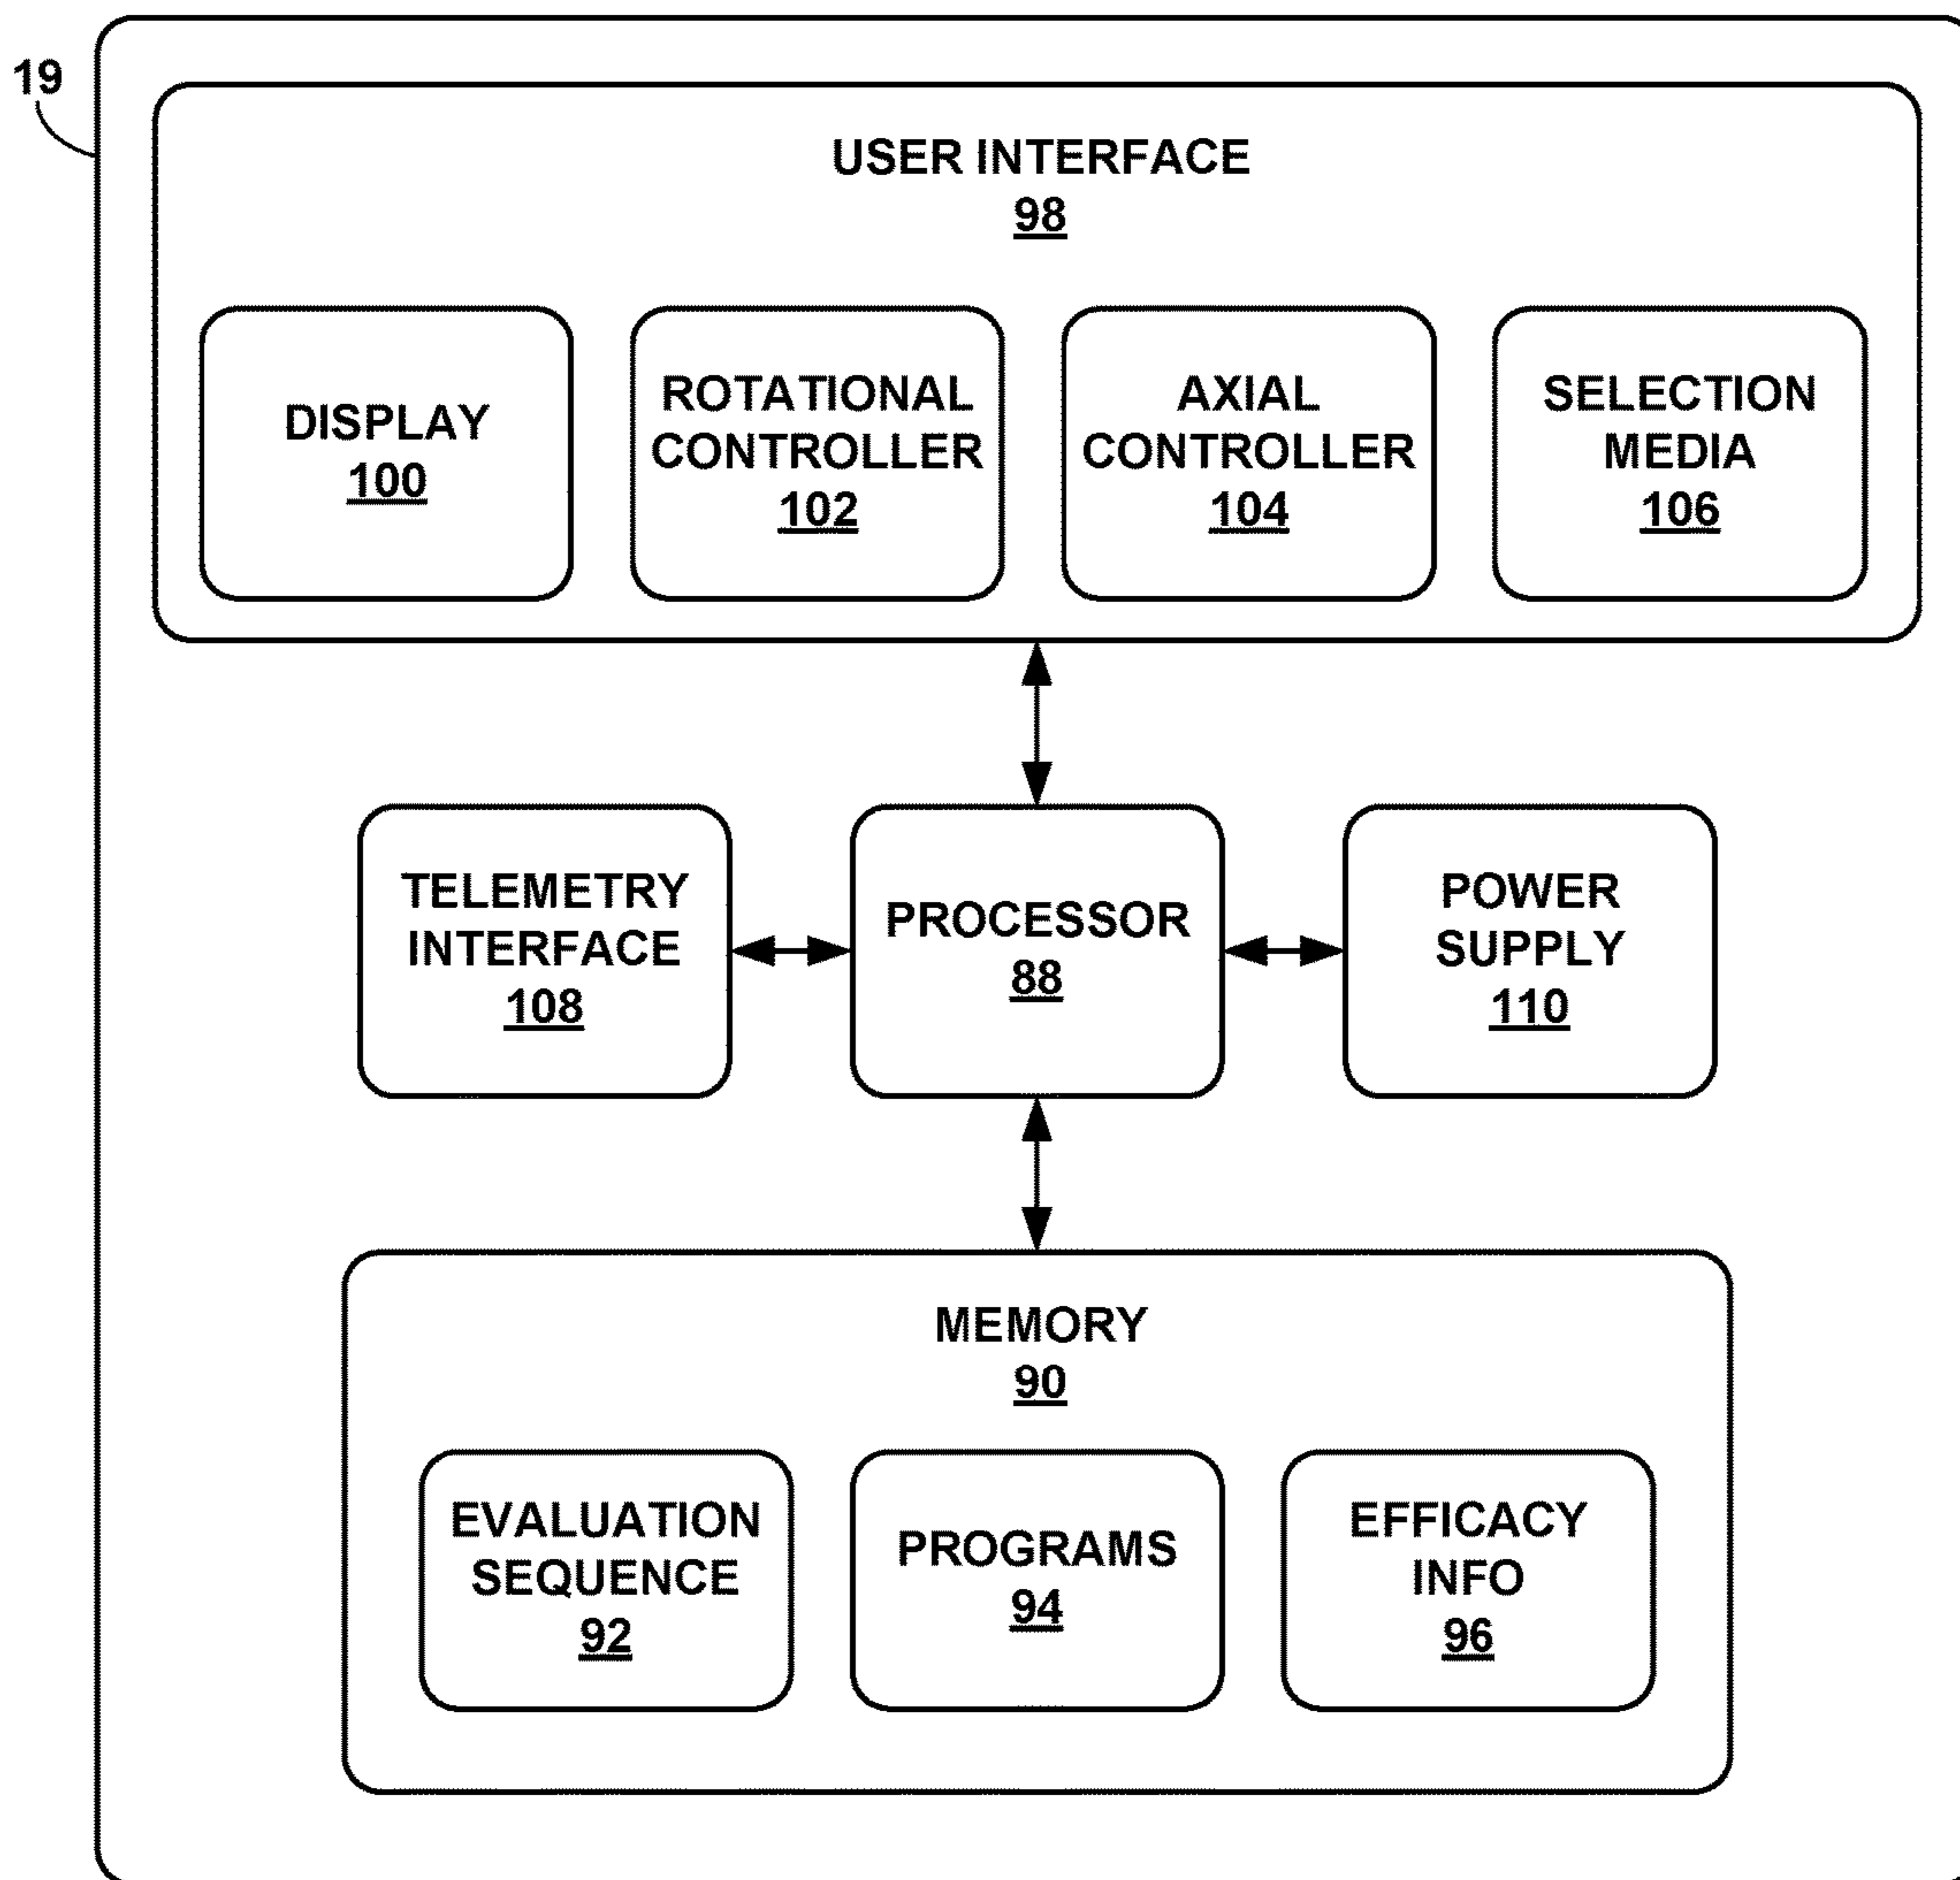 19
USER INTERFACE
98
DISPLAY
100
ROTATIONAL
CONTROLLER
102
AXIAL
CONTROLLER
104
SELECTION
MEDIA
106
TELEMETRY
INTERFACE
108
PROCESSOR
88
POWER
SUPPLY
110
MEMORY
90
EVALUATION
SEQUENCE
92
PROGRAMS
94
EFFICACY
INFO
96